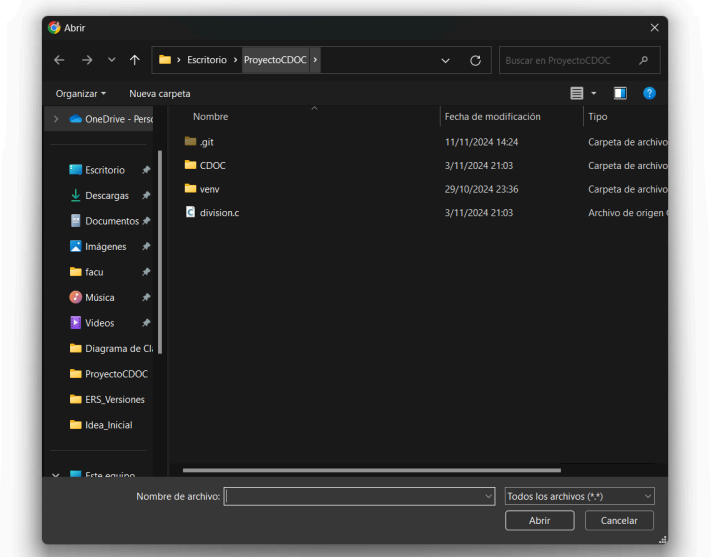 Abrir
Escritorio > ProyectoCDOC >
Buscar en ProyectoCDOC
Organizar Nueva carpeta
Nombre Fecha de modificación Tipo
OneDrive - Perso
Escritorio
Descargas
Documentos
Imágenes
facu
Música
Videos
Diagrama de Cl
ProyectoCDOC
ERS_Versiones
Idea_Inicial
Este equipo
.git 11/11/2024 14:24 Carpeta de archivo
CDOC 3/11/2024 21:03 Carpeta de archivo
venv 29/10/2024 23:36 Carpeta de archivo
division.c 3/11/2024 21:03 Archivo de origen
Nombre de archivo: Todos los archivos (*.*)
Abrir Cancelar